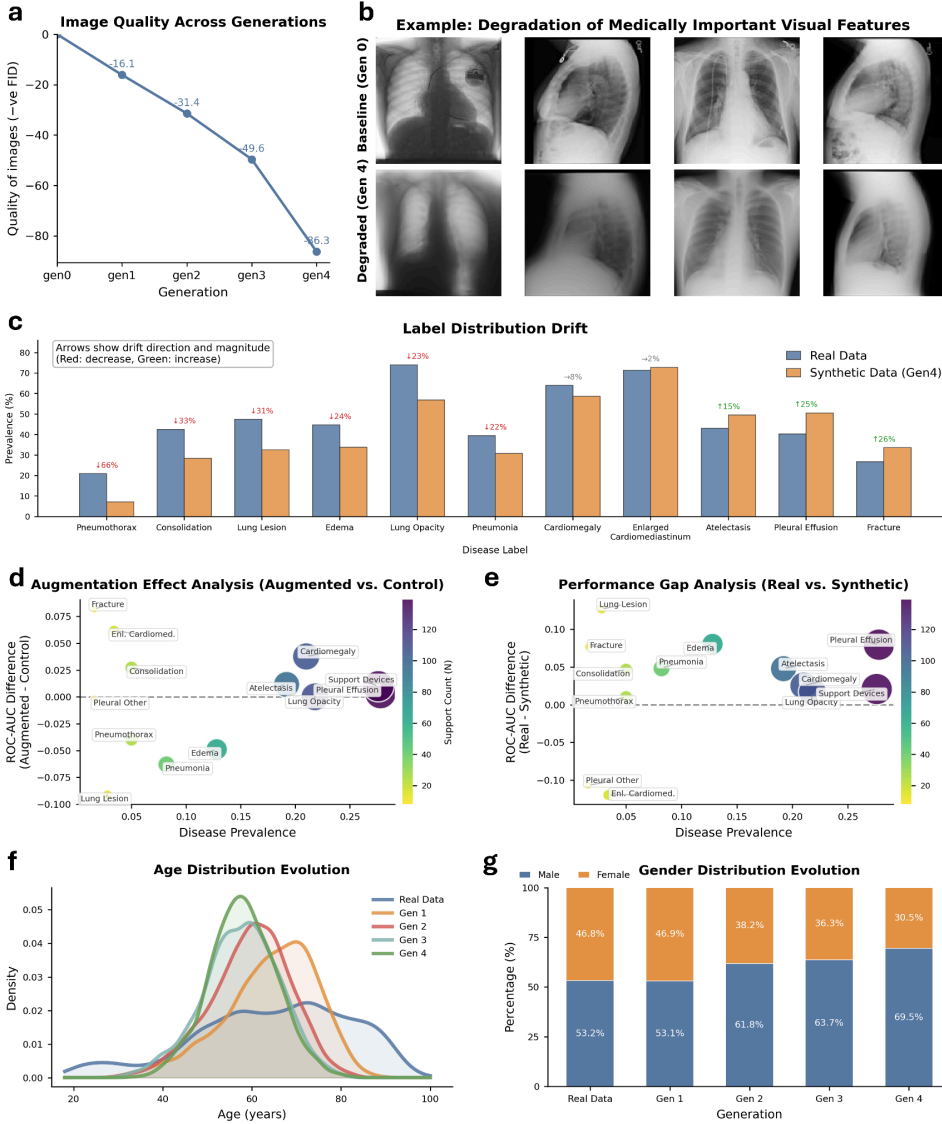 a
Image Quality Across Generations
Quality of images (−ve FID)
0
−20
−40
−60
−80
-16.1
-31.4
-49.6
-86.3
gen0
gen1
gen2
gen3
gen4
Generation
b
Example: Degradation of Medically Important Visual Features
Baseline (Gen 0)
Degraded (Gen 4)
c
Label Distribution Drift
Arrows show drift direction and magnitude
(Red: decrease, Green: increase)
Real Data
Synthetic Data (Gen4)
Prevalence (%)
80
70
60
50
40
30
20
10
0
↓66%
↓33%
↓31%
↓24%
↓23%
↓22%
→8%
→2%
↑15%
↑25%
↑26%
Pneumothorax
Consolidation
Lung Lesion
Edema
Lung Opacity
Pneumonia
Cardiomegaly
Enlarged
Cardiomediastinum
Atelectasis
Pleural Effusion
Fracture
Disease Label
d
Augmentation Effect Analysis (Augmented vs. Control)
ROC-AUC Difference
(Augmented - Control)
0.075
0.050
0.025
0.000
−0.025
−0.050
−0.075
−0.100
Fracture
Enl. Cardiomed.
Consolidation
Cardiomegaly
Atelectasis
Support Devices
Pleural Effusion
Lung Opacity
Pleural Other
Pneumothorax
Edema
Pneumonia
Lung Lesion
0.05
0.10
0.15
0.20
0.25
Disease Prevalence
120
100
80
60
40
20
Support Count (N)
e
Performance Gap Analysis (Real vs. Synthetic)
ROC-AUC Difference
(Real - Synthetic)
0.10
0.05
0.00
−0.05
−0.10
Lung Lesion
Fracture
Edema
Pleural Effusion
Pneumonia
Consolidation
Atelectasis
Cardiomegaly
Support Devices
Pneumothorax
Lung Opacity
Pleural Other
Enl. Cardiomed.
0.05
0.10
0.15
0.20
0.25
Disease Prevalence
120
100
80
60
40
20
f
Age Distribution Evolution
Real Data
Gen 1
Gen 2
Gen 3
Gen 4
Density
0.05
0.04
0.03
0.02
0.01
0.00
20
40
60
80
100
Age (years)
g
Gender Distribution Evolution
Male
Female
Percentage (%)
100
75
50
25
0
46.8%
46.9%
38.2%
36.3%
30.5%
53.2%
53.1%
61.8%
63.7%
69.5%
Real Data
Gen 1
Gen 2
Gen 3
Gen 4
Generation